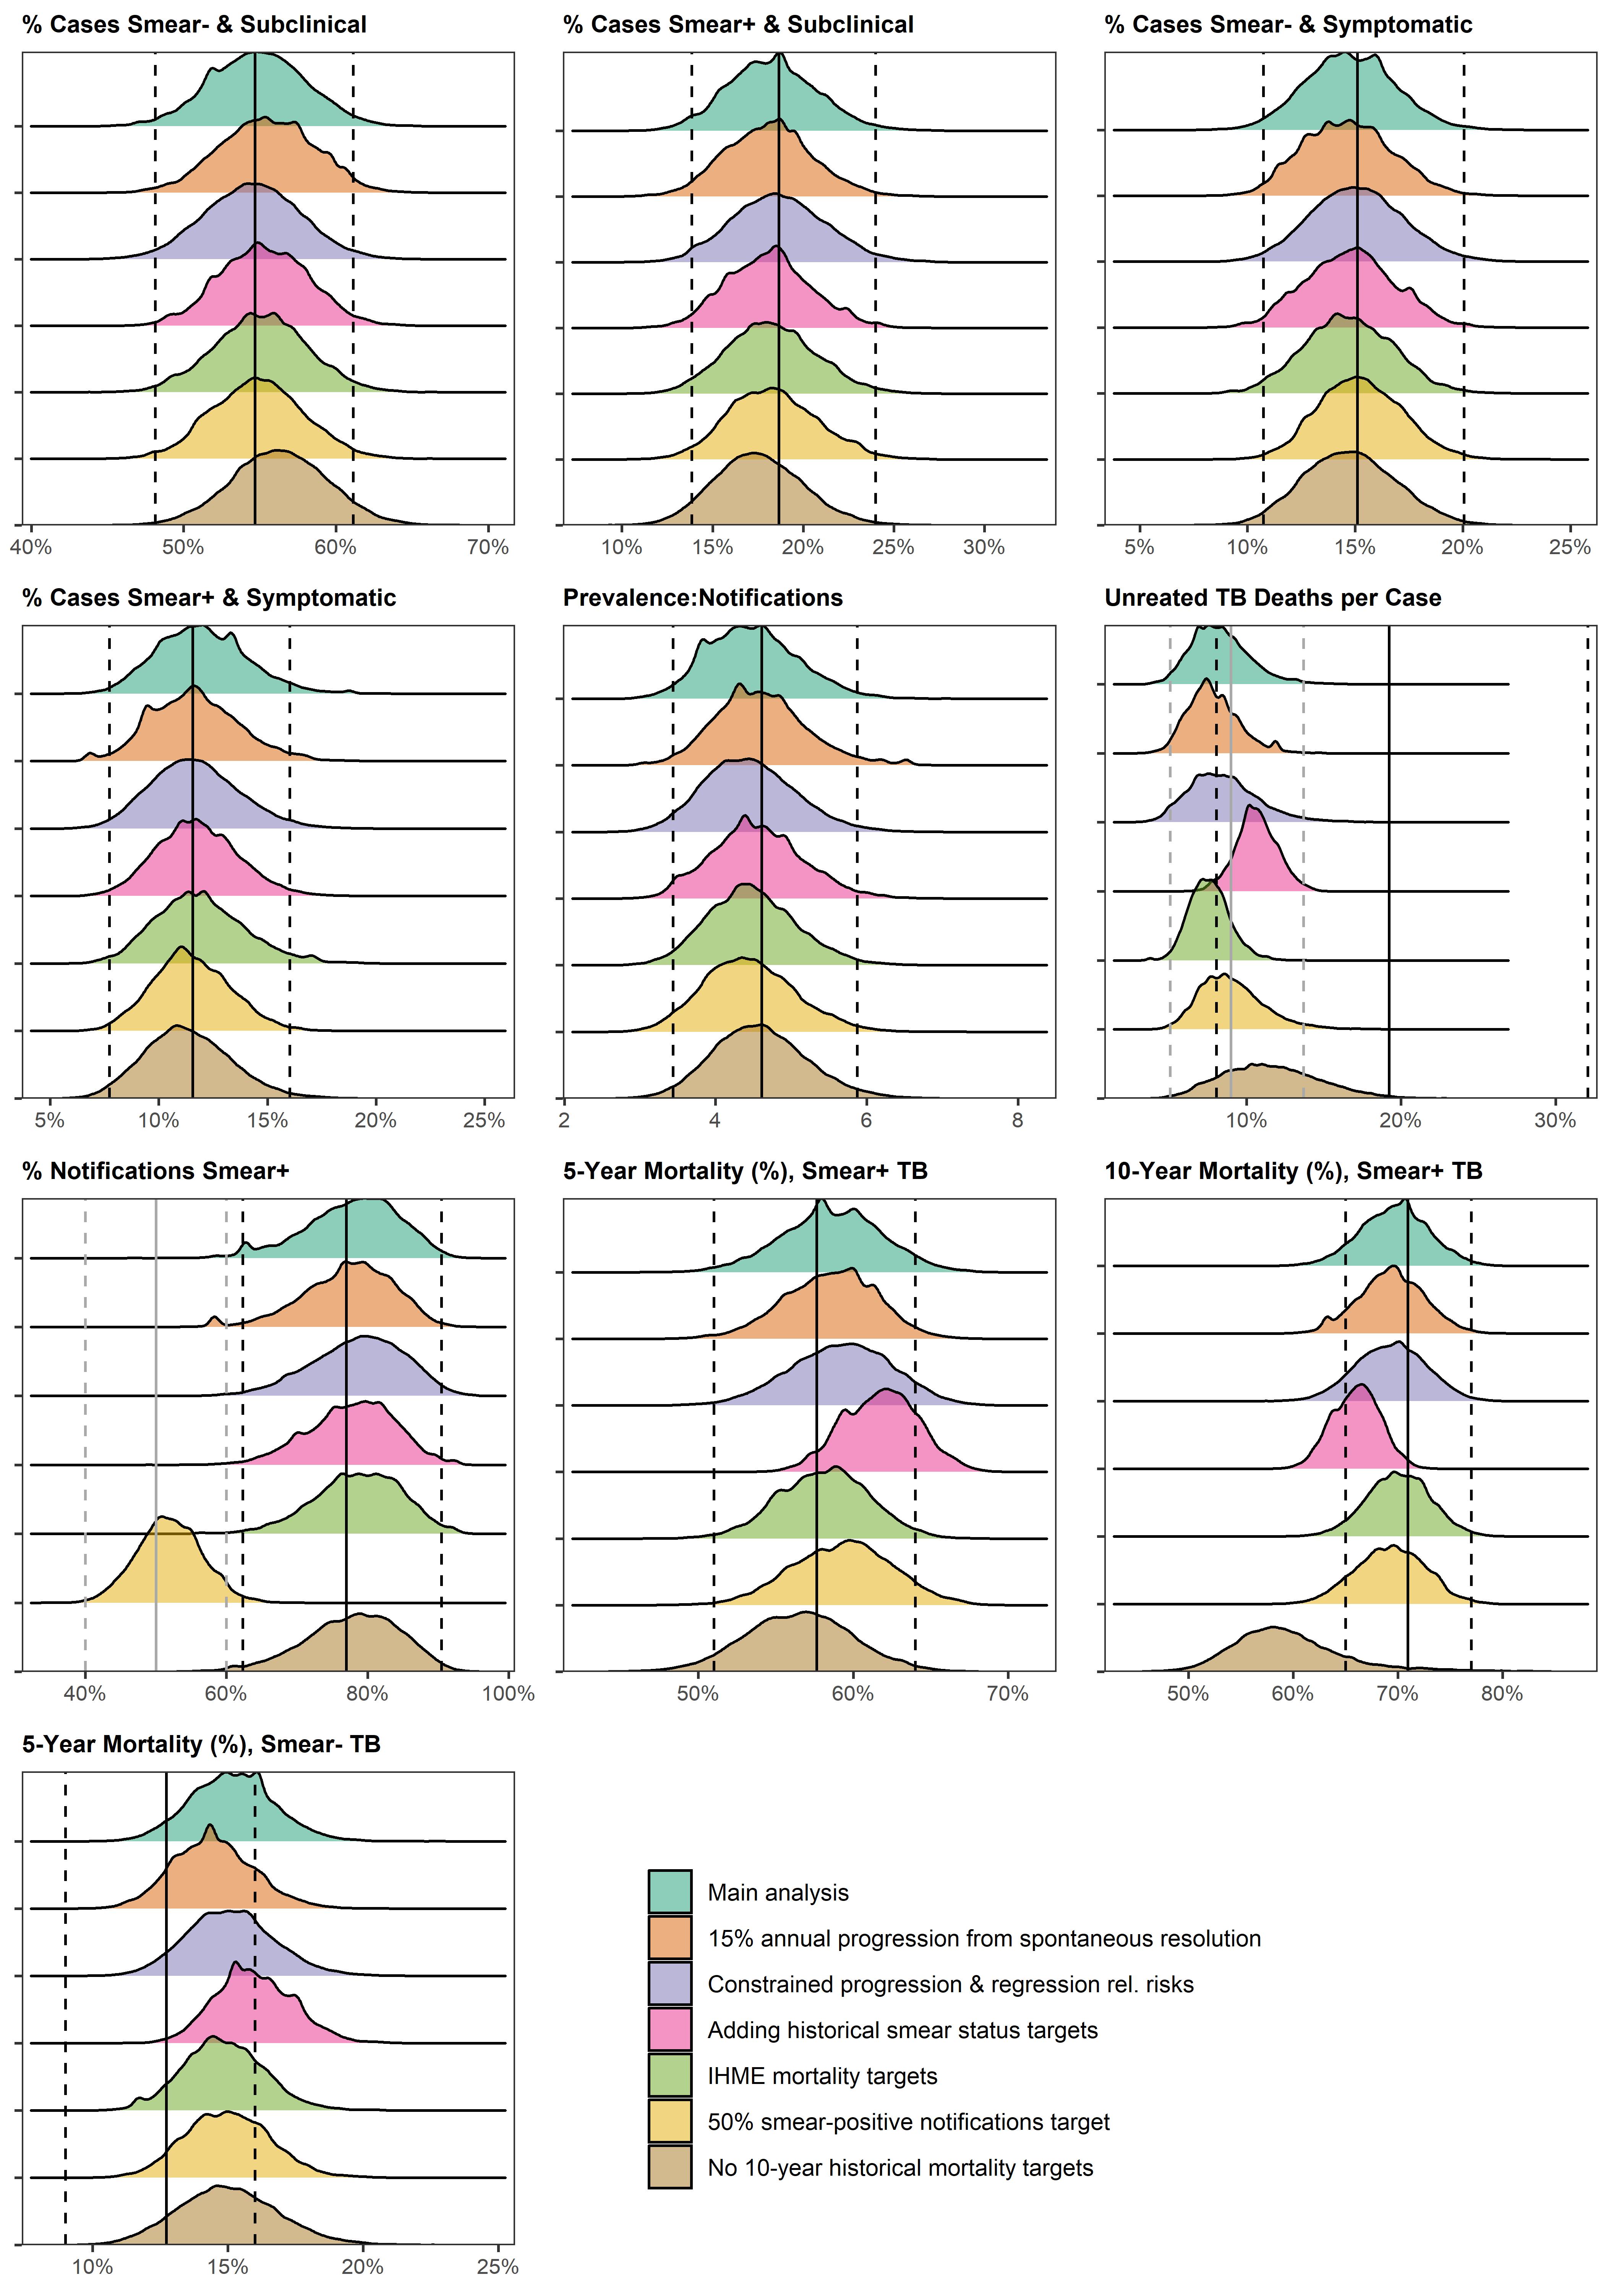 % Cases Smear- & Subclinical
% Cases Smear+ & Subclinical
% Cases Smear- & Symptomatic
40% 50% 60% 70%
10% 15% 20% 25% 30%
5% 10% 15% 20% 25%
% Cases Smear+ & Symptomatic
Prevalence:Notifications
Unreated TB Deaths per Case
5% 10% 15% 20% 25%
2 4 6 8
10% 20% 30%
% Notifications Smear+
5-Year Mortality (%), Smear+ TB
10-Year Mortality (%), Smear+ TB
40% 60% 80% 100%
50% 60% 70%
50% 60% 70% 80%
5-Year Mortality (%), Smear- TB
10% 15% 20% 25%
Main analysis
15% annual progression from spontaneous resolution
Constrained progression & regression rel. risks
Adding historical smear status targets
IHME mortality targets
50% smear-positive notifications target
No 10-year historical mortality targets